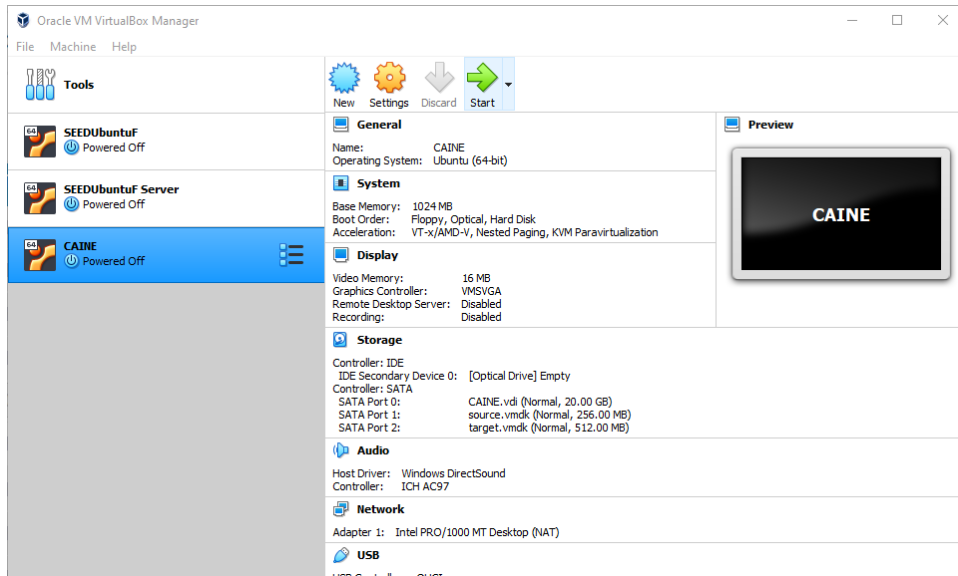 Oracle VM VirtualBox Manager
File Machine Help
Tools
64
SEEDUbuntuF
Powered Off
64
SEEDUbuntuF Server
Powered Off
64
CAINE
Powered Off
New Settings Discard Start
General
Name: CAINE
Operating System: Ubuntu (64-bit)
System
Base Memory: 1024 MB
Boot Order: Floppy, Optical, Hard Disk
Acceleration: VT-x/AMD-V, Nested Paging, KVM Paravirtualization
Display
Video Memory: 16 MB
Graphics Controller: VMSVGA
Remote Desktop Server: Disabled
Recording: Disabled
Preview
CAINE
Storage
Controller: IDE
IDE Secondary Device 0: [Optical Drive] Empty
Controller: SATA
SATA Port 0: CAINE.vdi (Normal, 20.00 GB)
SATA Port 1: source.vmdk (Normal, 256.00 MB)
SATA Port 2: target.vmdk (Normal, 512.00 MB)
Audio
Host Driver: Windows DirectSound
Controller: ICH AC97
Network
Adapter 1: Intel PRO/1000 MT Desktop (NAT)
USB